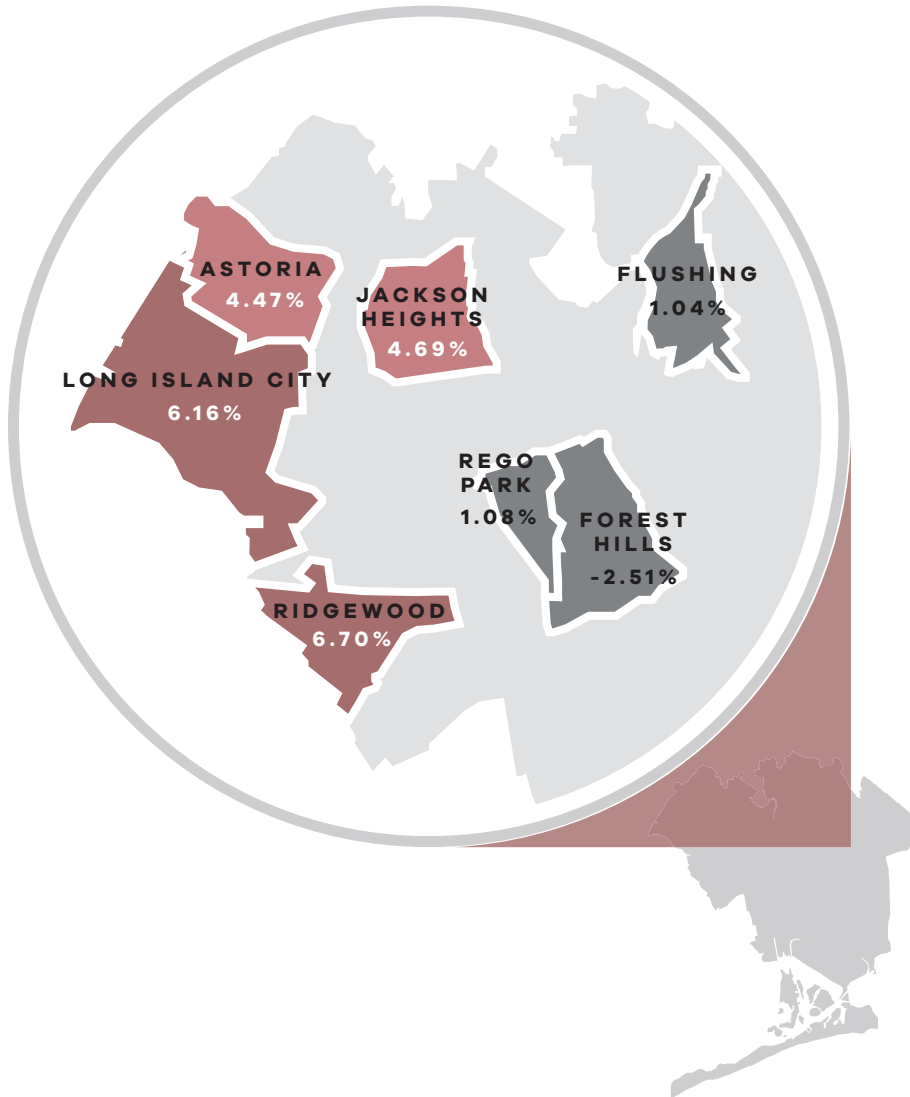 ASTORIA
4.47%
JACKSON
HEIGHTS
4.69%
FLUSHING
1.04%
LONG ISLAND CITY
6.16%
REGO
PARK
1.08%
FOREST
HILLS
-2.51%
RIDGEWOOD
6.70%